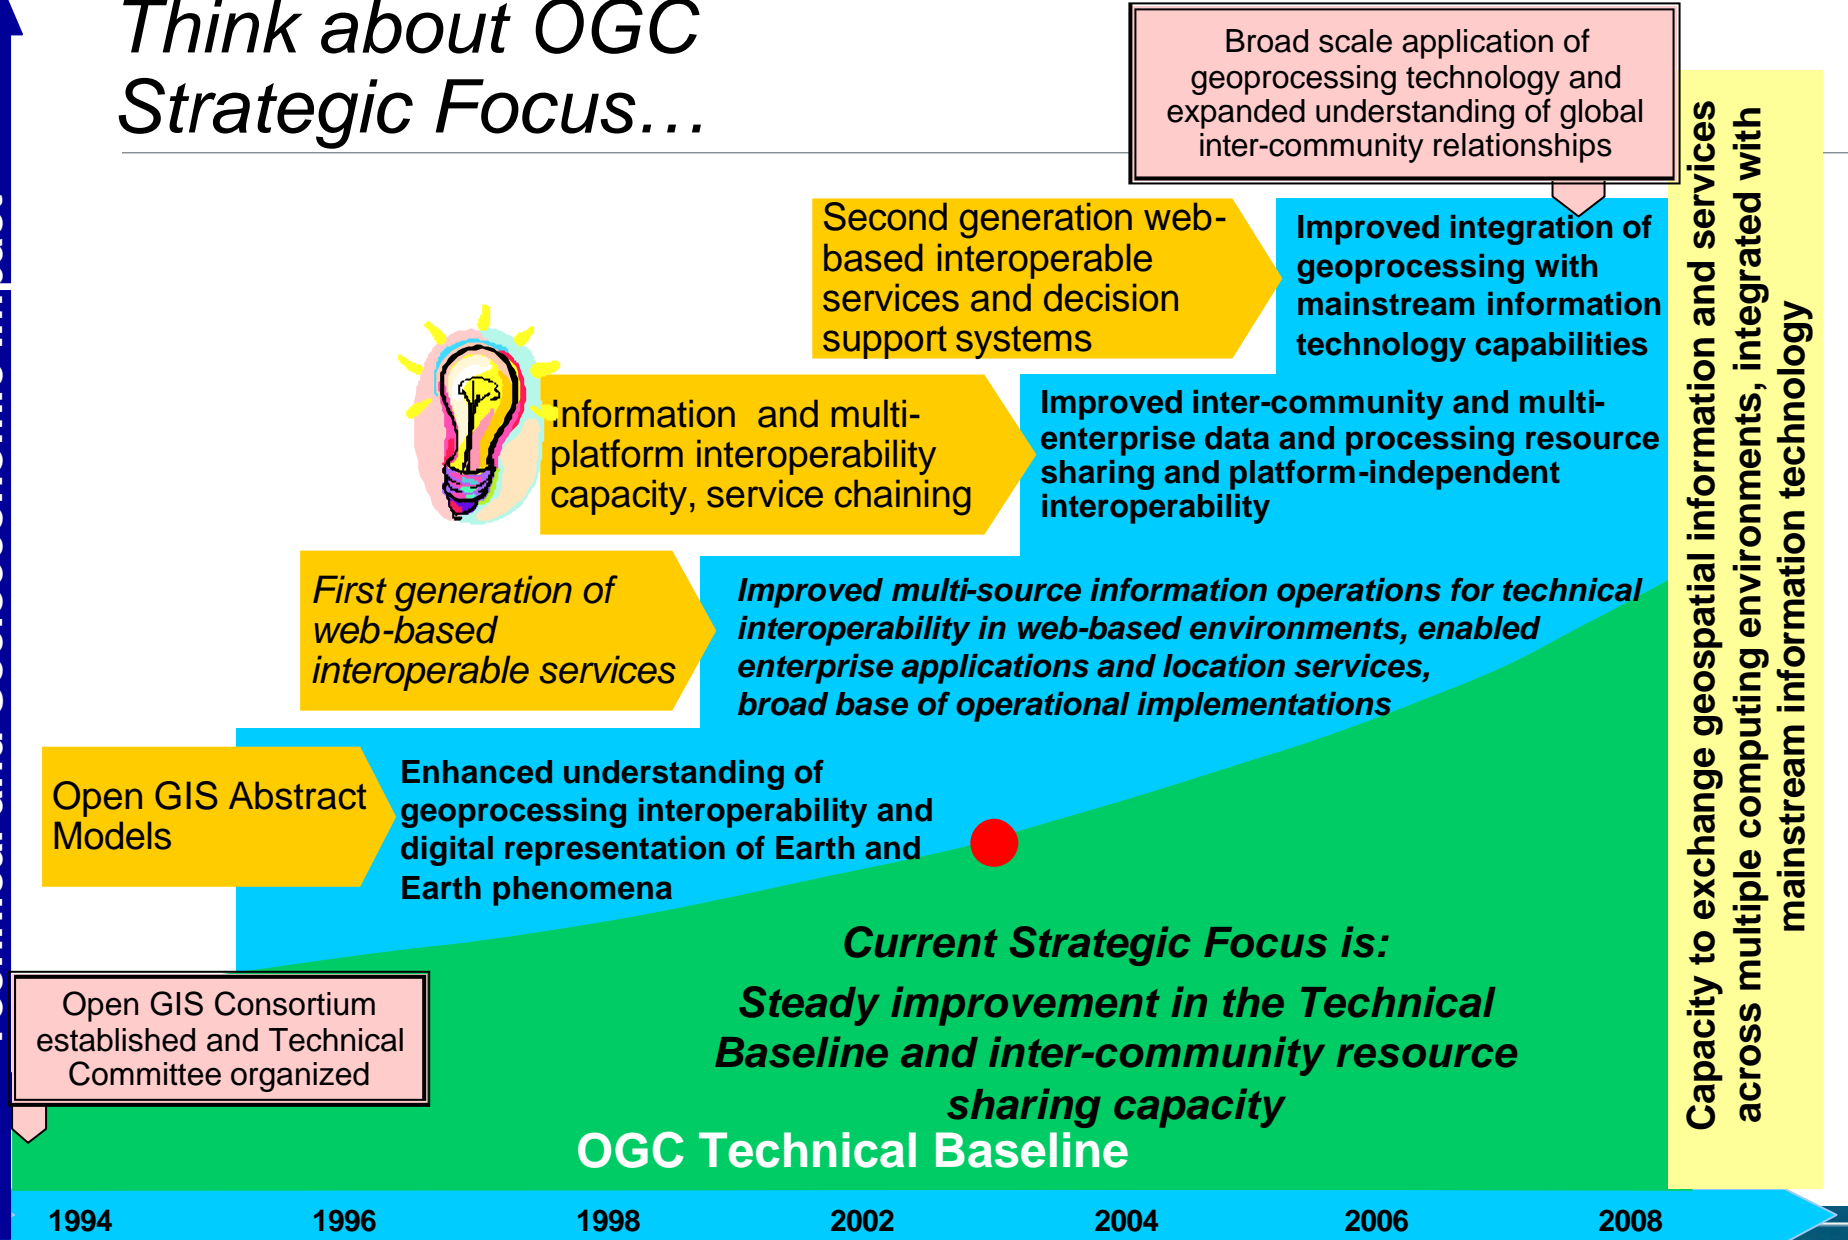 Think about OGC
Strategic Focus…
Broad scale application of
geoprocessing technology and
expanded understanding of global
inter-community relationships
Second generation web-
based interoperable
services and decision
support systems
Improved integration of
geoprocessing with
mainstream information
technology capabilities
Information and multi-
platform interoperability
capacity, service chaining
Improved inter-community and multi-
enterprise data and processing resource
sharing and platform-independent
interoperability
First generation of
web-based
interoperable services
Improved multi-source information operations for technical
interoperability in web-based environments, enabled
enterprise applications and location services,
broad base of operational implementations
Open GIS Abstract
Models
Enhanced understanding of
geoprocessing interoperability and
digital representation of Earth and
Earth phenomena
Current Strategic Focus is:
Steady improvement in the Technical
Baseline and inter-community resource
sharing capacity
Open GIS Consortium
established and Technical
Committee organized
OGC Technical Baseline
Capacity to exchange geospatial information and services
across multiple computing environments, integrated with
mainstream information technology
1994 1996 1998 2002 2004 2006 2008